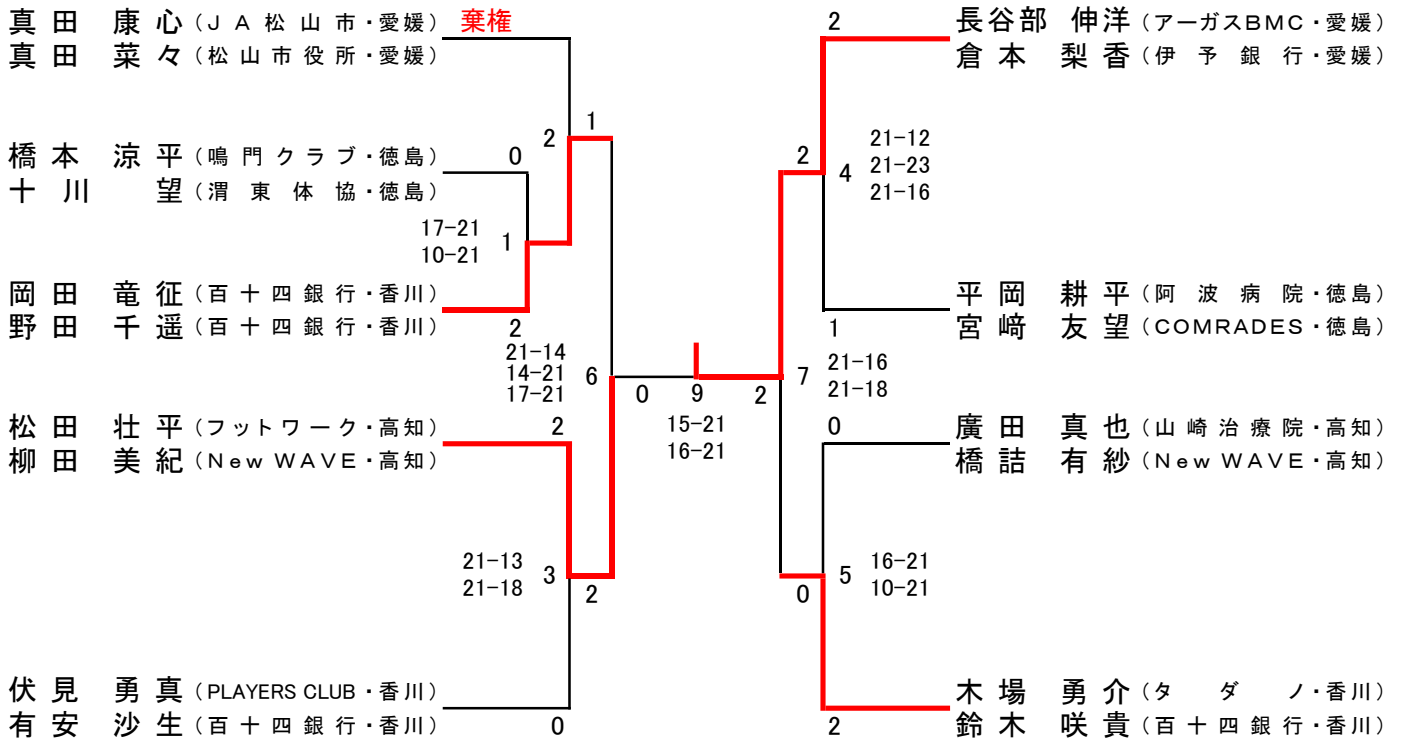 真田 康心（ＪＡ松山市・愛媛） 棄権
真田 菜々（松山市役所・愛媛）
2 1
橋本 涼平（鳴門クラブ・徳島） 0
十川 望（渭東体協・徳島）
17-21
10-21
1
岡田 竜征（百十四銀行・香川）
野田 千遥（百十四銀行・香川）
2
21-14
14-21
17-21
6
松田 壮平（フットワーク・高知） 2
柳田 美紀（New WAVE・高知）
21-13
21-18
3
2
伏見 勇真（PLAYERS CLUB・香川）
有安 沙生（百十四銀行・香川） 0
0 9 2
15-21
16-21
2 長谷部 伸洋（アーガスBMC・愛媛）
倉本 梨香（伊予銀行・愛媛）
2 4
21-12
21-23
21-16
平岡 耕平（阿波病院・徳島）
1 宮﨑 友望（COMRADES・徳島）
7
21-16
21-18
0 廣田 真也（山崎治療院・高知）
橋詰 有紗（New WAVE・高知）
5
16-21
10-21
0
木場 勇介（タダノ・香川）
2 鈴木 咲貴（百十四銀行・香川）